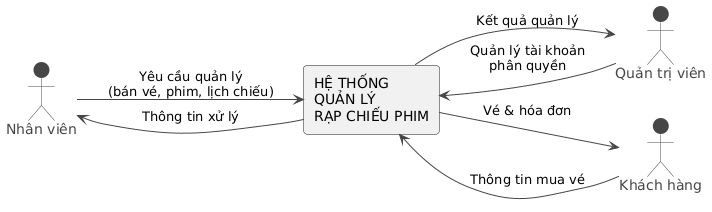 Kết quả quản lý
Quản lý tài khoản
phân quyền
Quản trị viên
Yêu cầu quản lý
(bán vé, phim, lịch chiếu)
Thông tin xử lý
Nhân viên
HỆ THỐNG
QUẢN LÝ
RẠP CHIẾU PHIM
Vé & hóa đơn
Thông tin mua vé
Khách hàng